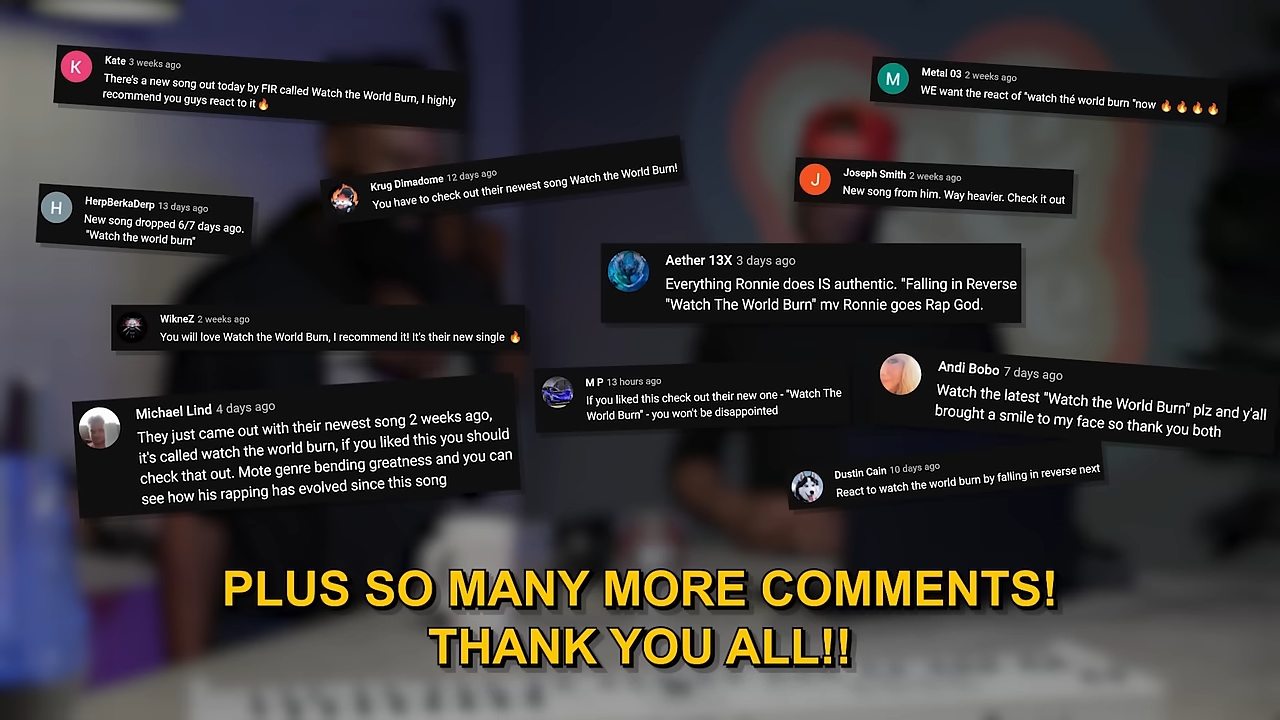 Kate 3 weeks ago
There's a new song out today by FIR called Watch the World Burn, I highly
recommend you guys react to it🔥
M
Metal 03 2 weeks ago
WE want the react of "watch thé world burn "now 🔥 🔥 🔥 🔥
K
Krug Dimadome 12 days ago
You have to check out their newest song Watch the World Burn!
J
Joseph Smith 2 weeks ago
New song from him. Way heavier. Check it out
H
HerpBerkaDerp 13 days ago
New song dropped 6/7 days ago.
"Watch the world burn"
Aether 13X 3 days ago
Everything Ronnie does IS authentic. "Falling in Reverse
"Watch The World Burn" mv Ronnie goes Rap God.
WikneZ 2 weeks ago
You will love Watch the World Burn, I recommend it! It's their new single 🔥
Michael Lind 4 days ago
They just came out with their newest song 2 weeks ago,
it's called watch the world burn, if you liked this you should
check that out. Mote genre bending greatness and you can
see how his rapping has evolved since this song
M P 13 hours ago
If you liked this check out their new one - "Watch The
World Burn" - you won't be disappointed
Andi Bobo 7 days ago
Watch the latest "Watch the World Burn" plz and y'all
brought a smile to my face so thank you both
Dustin Cain 10 days ago
React to watch the world burn by falling in reverse next
PLUS SO MANY MORE COMMENTS!
THANK YOU ALL!!